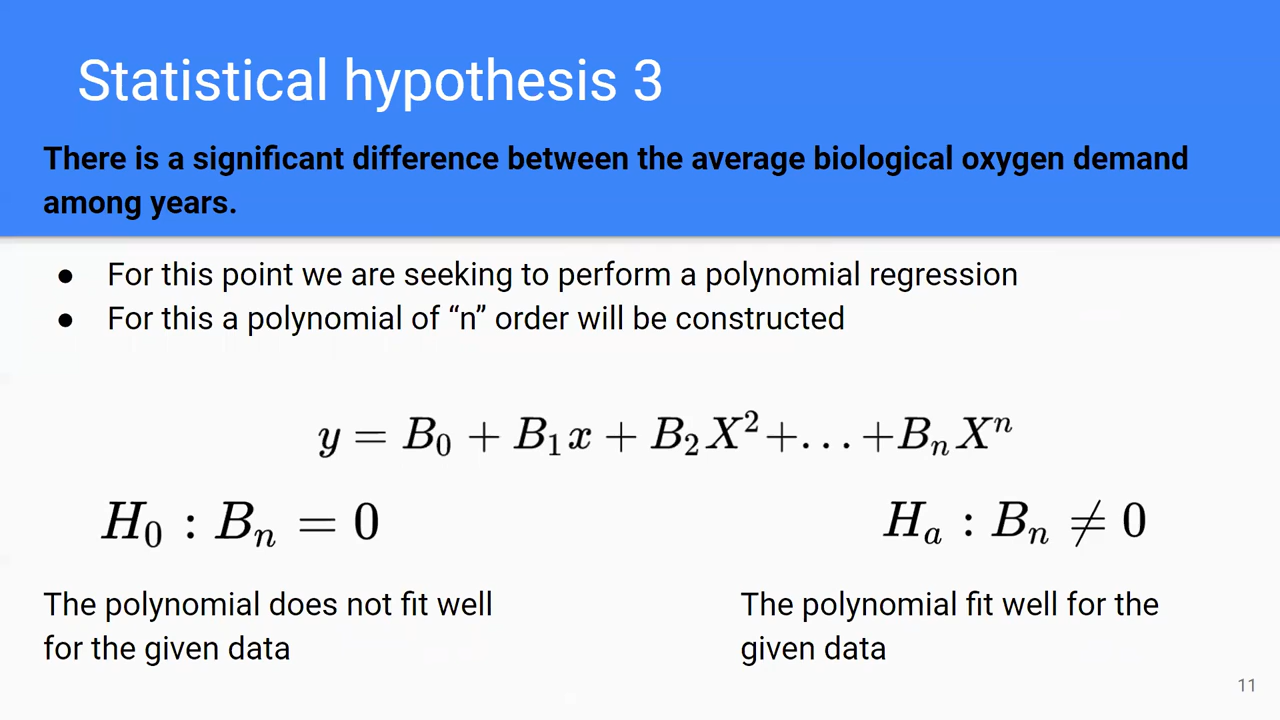 Statistical hypothesis 3
There is a significant difference between the average biological oxygen demand
among years.
● For this point we are seeking to perform a polynomial regression
● For this a polynomial of “n” order will be constructed
y = B₀ + B₁x + B₂X² +. . . +BₙXⁿ
H₀ : Bₙ = 0
Hₐ : Bₙ ≠ 0
The polynomial does not fit well
for the given data
The polynomial fit well for the
given data
11